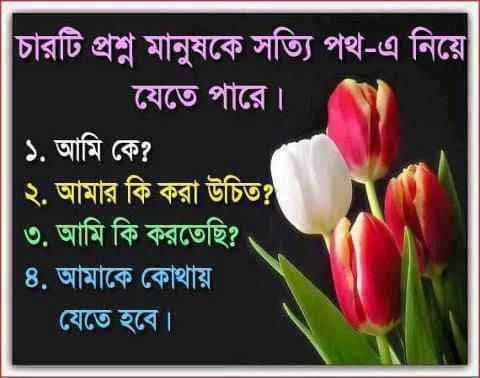 চারটি প্রশ্ন মানুষকে সত্যি পথ-এ নিয়ে
যেতে পারে।
১. আমি কে?
২. আমার কি করা উচিত?
৩. আমি কি করতেছি?
৪. আমাকে কোথায়
যেতে হবে।